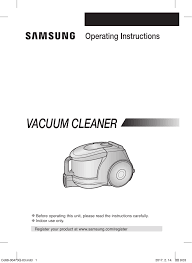 SAMSUNG
Operating Instructions
VACUUM CLEANER
❖ Before operating this unit, please read the instructions carefully.
❖ Indoor use only.
Register your product at www.samsung.com/register